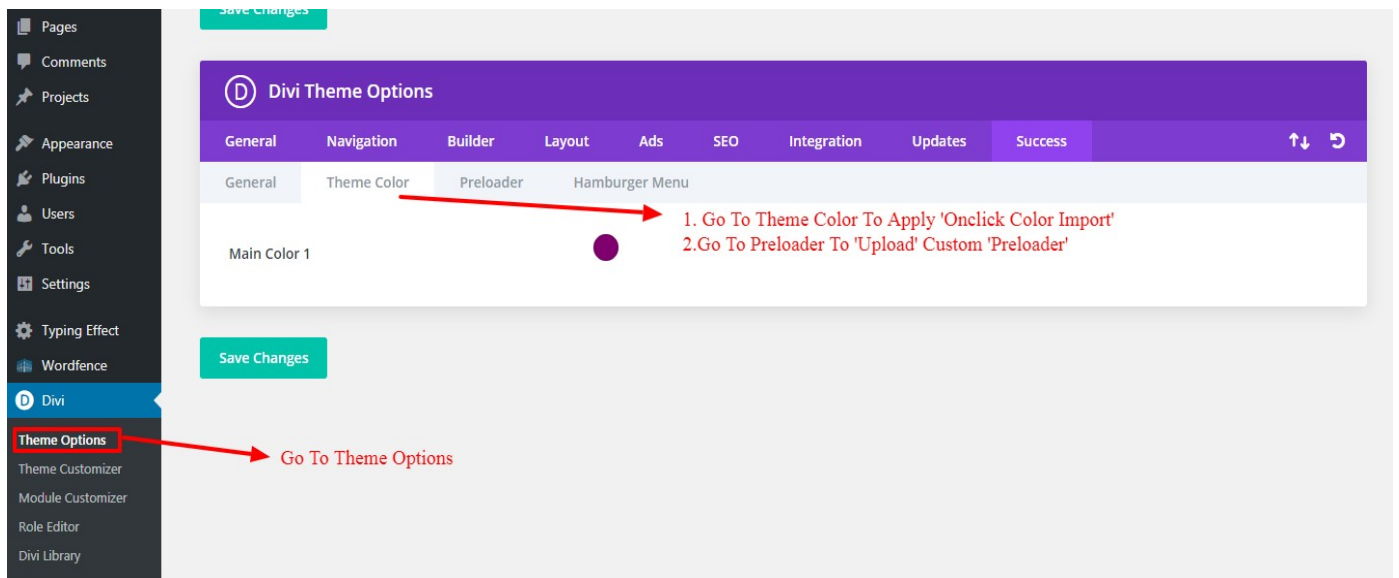 Pages
Comments
Projects
Appearance
Plugins
Users
Tools
Settings
Typing Effect
Wordfence
D Divi
Theme Options
Theme Customizer
Module Customizer
Role Editor
Divi Library
Save Changes
D Divi Theme Options
General Navigation Builder Layout Ads SEO Integration Updates Success
General Theme Color Preloader Hamburger Menu
1. Go To Theme Color To Apply 'Onclick Color Import'
2.Go To Preloader To 'Upload' Custom 'Preloader'
Main Color 1
Save Changes
Go To Theme Options